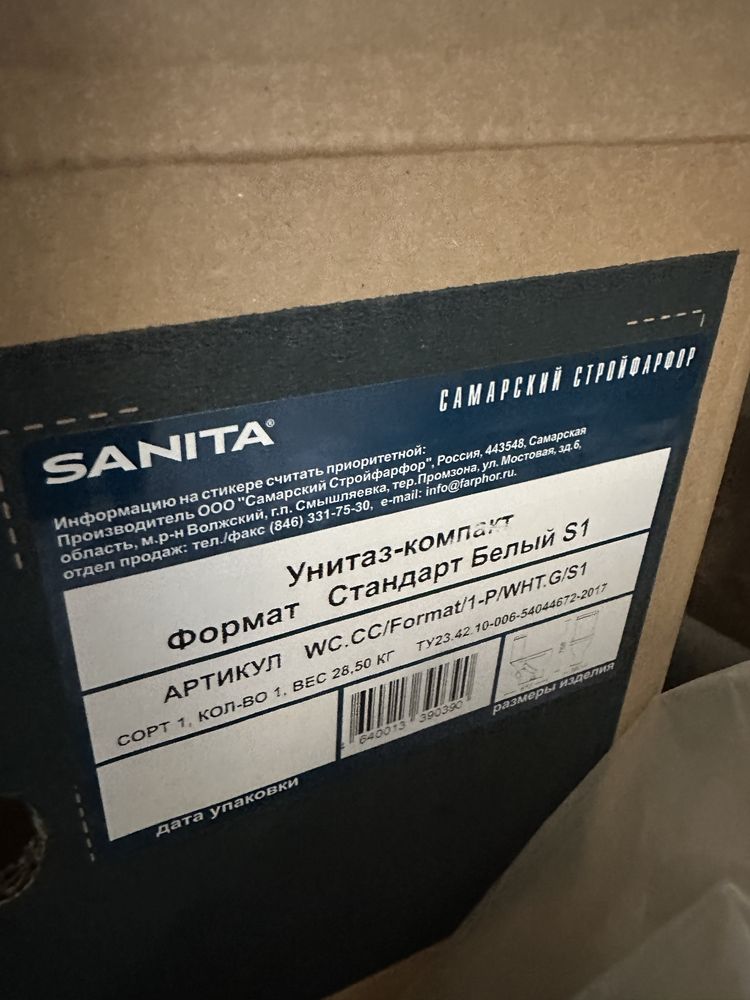 САМАРСКИЙ СТРОЙФАРФОР
SANITA®
Информацию на стикере считать приоритетной:
Производитель ООО "Самарский Стройфарфор", Россия, 443548, Самарская
область, м.р-н Волжский, г.п. Смышляевка, тер.Промзона, ул. Мостовая, зд.6,
отдел продаж: тел./факс (846) 331-75-30, e-mail: info@farphor.ru.
Унитаз-компакт
Формат Стандарт Белый S1
АРТИКУЛ WC.CC/Format/1-P/WHT.G/S1
СОРТ 1, КОЛ-ВО 1, ВЕС 28,50 КГ ТУ23.42.10-006-54044672-2017
4 640013 390390
размеры изделия
дата упаковки